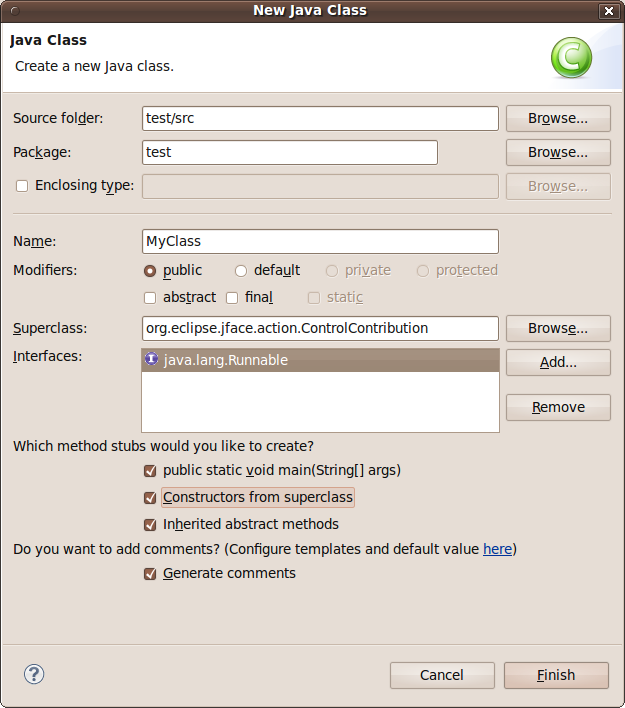 New Java Class
Java Class
Create a new Java class.
C
Source folder: test/src Browse...
Package: test Browse...
Enclosing type: Browse...
Name: MyClass
Modifiers: public default private protected
abstract final static
Superclass: org.eclipse.jface.action.ControlContribution Browse...
Interfaces: I java.lang.Runnable Add...
Remove
Which method stubs would you like to create?
public static void main(String[] args)
Constructors from superclass
Inherited abstract methods
Do you want to add comments? (Configure templates and default value here)
Generate comments
? Cancel Finish